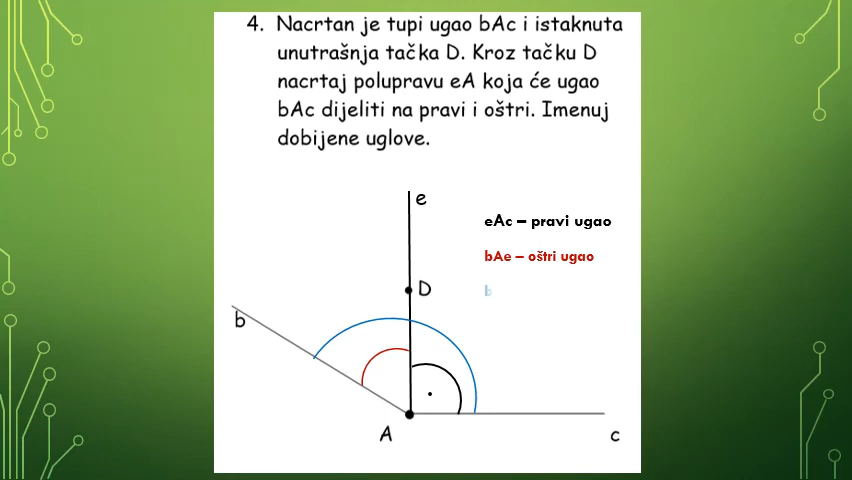 4. Nacrtan je tupi ugao bAc i istaknuta
unutrašnja tačka D. Kroz tačku D
nacrtaj polupravu eA koja će ugao
bAc dijeliti na pravi i oštri. Imenuj
dobijene uglove.
e
eAc – pravi ugao
bAe – oštri ugao
D
b
b
A
c